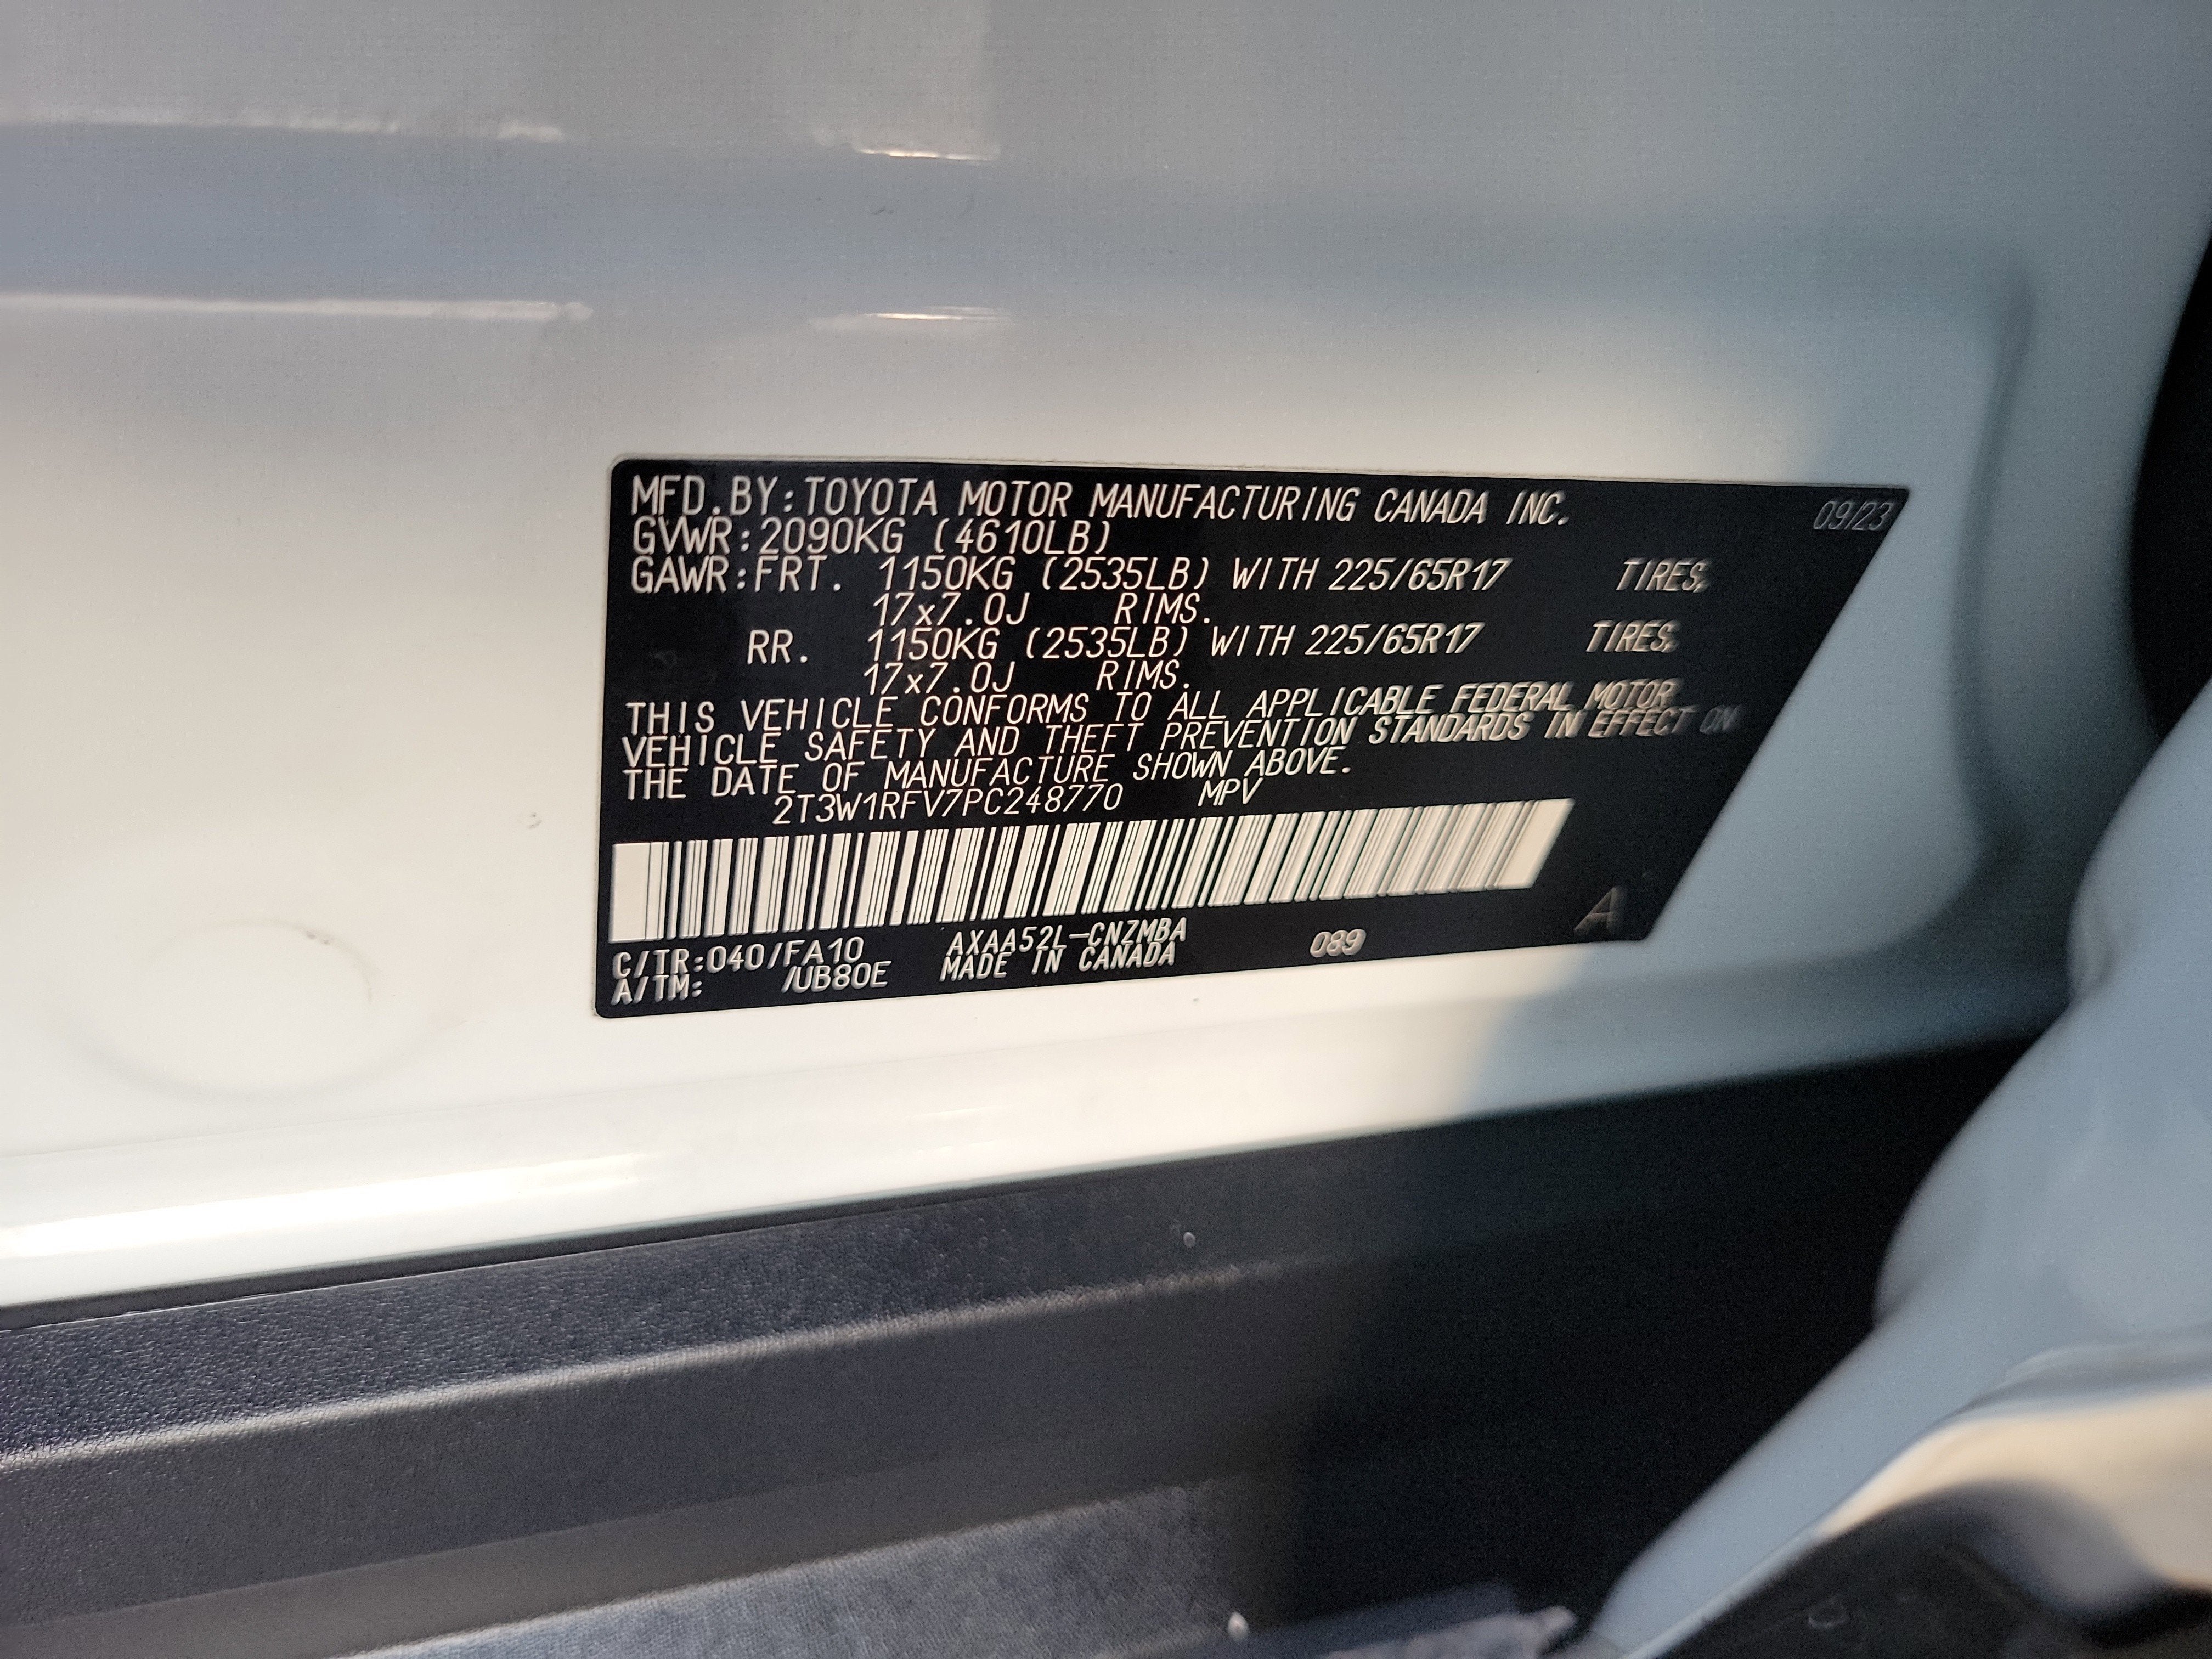 MFD.BY:TOYOTA MOTOR MANUFACTURING CANADA INC. 09/23
GVWR:2090KG (4610LB)
GAWR:FRT. 1150KG (2535LB) WITH 225/65R17 TIRES,
17x7.0J RIMS.
RR. 1150KG (2535LB) WITH 225/65R17 TIRES,
17x7.0J RIMS.
THIS VEHICLE CONFORMS TO ALL APPLICABLE FEDERAL MOTOR
VEHICLE SAFETY AND THEFT PREVENTION STANDARDS IN EFFECT ON
THE DATE OF MANUFACTURE SHOWN ABOVE.
2T3W1RFV7PC248770 MPV
A
C/TR:040/FA10 AXAA52L-CNZMBA 089
A/TM: /UB80E MADE IN CANADA